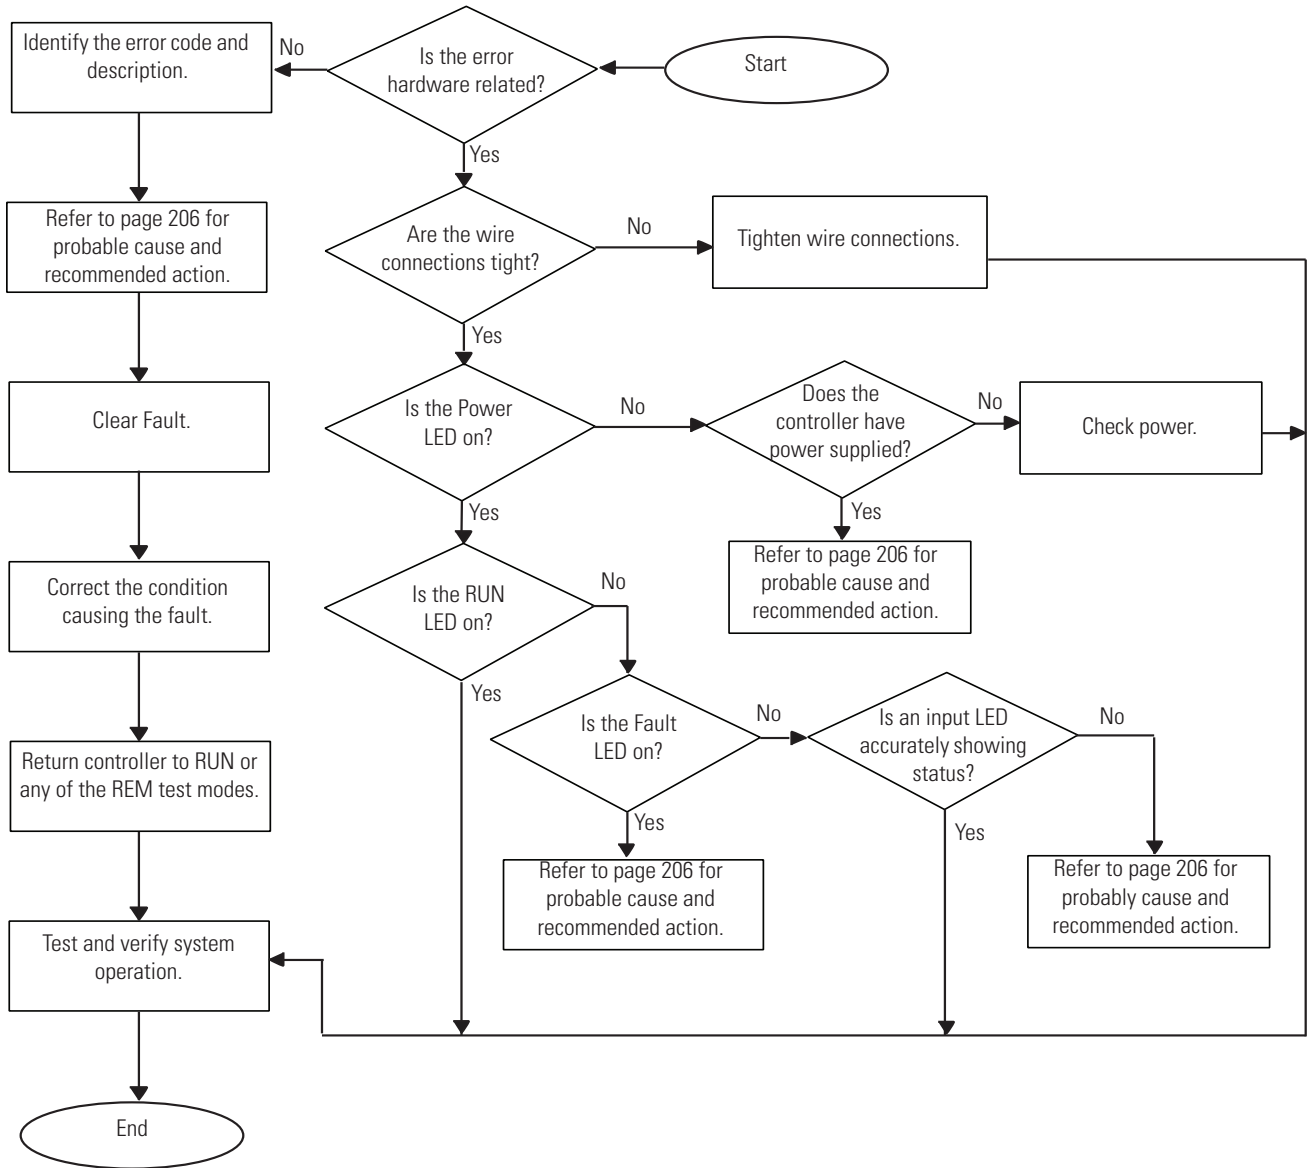 Start
Is the error
hardware related?
No
Identify the error code and
description.
Refer to page 206 for
probable cause and
recommended action.
Clear Fault.
Correct the condition
causing the fault.
Return controller to RUN or
any of the REM test modes.
Test and verify system
operation.
End
Yes
Are the wire
connections tight?
No
Tighten wire connections.
Yes
Is the Power
LED on?
No
Does the
controller have
power supplied?
No
Check power.
Yes
Refer to page 206 for
probable cause and
recommended action.
Yes
Is the RUN
LED on?
No
Yes
Is the Fault
LED on?
No
Is an input LED
accurately showing
status?
No
Yes
Refer to page 206 for
probable cause and
recommended action.
Yes
Refer to page 206 for
probably cause and
recommended action.